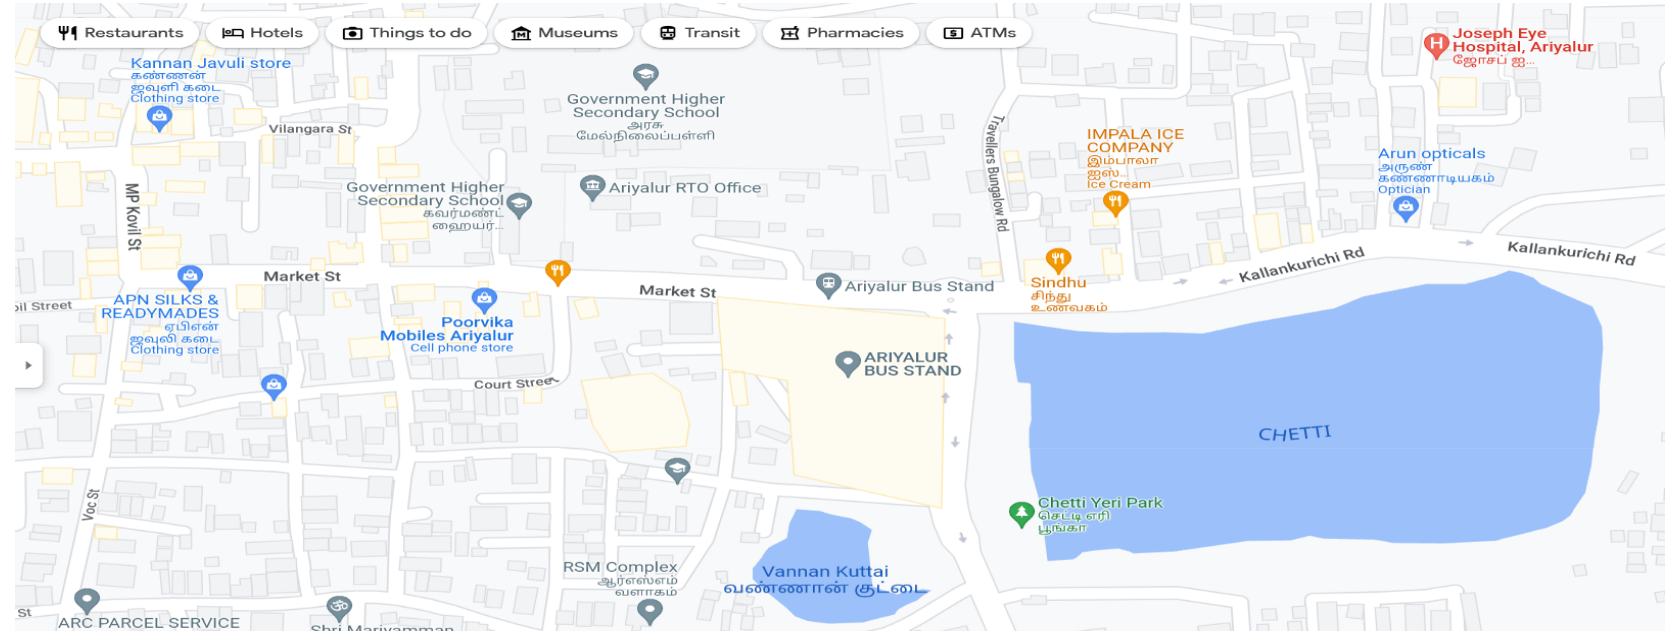 Restaurants
Hotels
Things to do
Museums
Transit
Pharmacies
ATMs
Joseph Eye
Hospital, Ariyalur
ஜோசப் ஐ...
Kannan Javuli store
கண்ணன்
ஜவுளி கடை
Clothing store
Government Higher
Secondary School
அரசு
மேல்நிலைப்பள்ளி
Vilangara St
Travellers Bungalow Rd
IMPALA ICE
COMPANY
இம்பாலா
ஐஸ்...
Ice Cream
Arun opticals
அருண்
கண்ணாடியகம்
Optician
MP Kovil St
Government Higher
Secondary School
கவர்மண்ட்
ஹையர்...
Ariyalur RTO Office
Market St
Market St
Ariyalur Bus Stand
Sindhu
சிந்து
உணவகம்
Kallankurichi Rd
Kallankurichi Rd
oil Street
APN SILKS &
READYMADES
ஏபிஎன்
ஜவுலி கடை
Clothing store
Poorvika
Mobiles Ariyalur
Cell phone store
ARIYALUR
BUS STAND
Court Street
CHETTI
Voc St
Chetti Yeri Park
செட்டி எரி
பூங்கா
RSM Complex
ஆர்எஸ்எம்
வளாகம்
Vannan Kuttai
வண்ணான் குட்டை
St
ARC PARCEL SERVICE
Shri Mariyamman